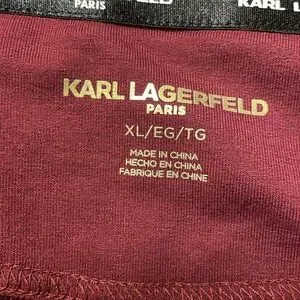 PARIS
KARL LAGERFELD
PARIS
XL/EG/TG
MADE IN CHINA
HECHO EN CHINA
FABRIQUÉ EN CHINE